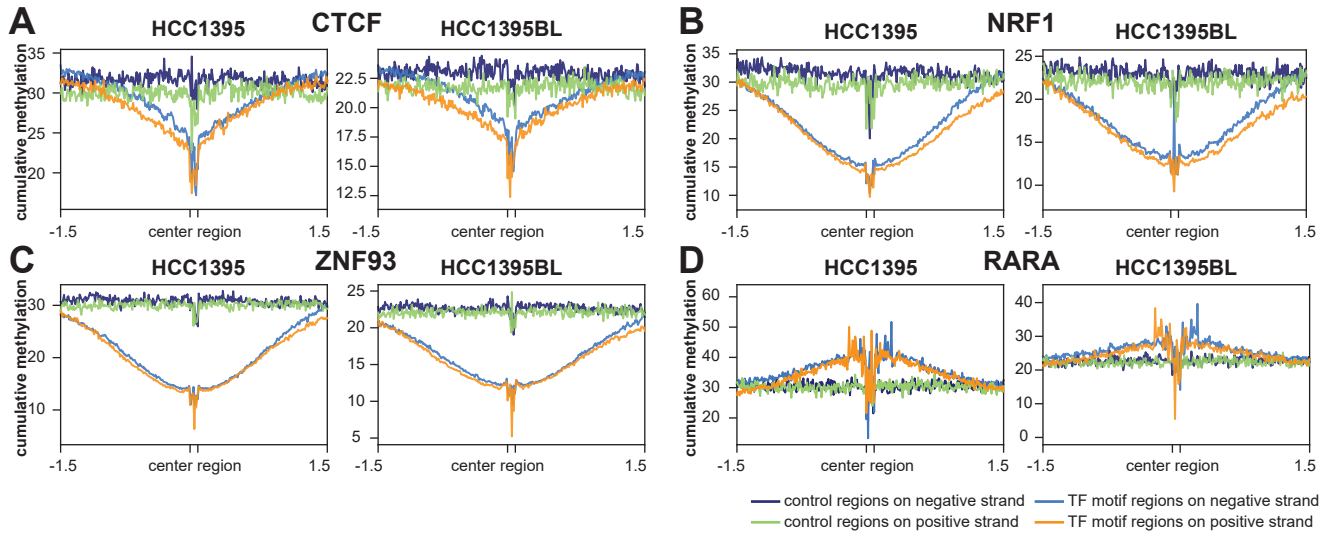 A CTCF
HCC1395 HCC1395BL
cumulative methylation
35
30
25
20
22.5
20.0
17.5
15.0
12.5
-1.5 center region 1.5 -1.5 center region 1.5
B NRF1
HCC1395 HCC1395BL
cumulative methylation
35
30
25
20
15
10
25
20
15
10
-1.5 center region 1.5 -1.5 center region 1.5
C ZNF93
HCC1395 HCC1395BL
cumulative methylation
30
20
10
25
20
15
10
5
-1.5 center region 1.5 -1.5 center region 1.5
D RARA
HCC1395 HCC1395BL
cumulative methylation
60
50
40
30
20
40
30
20
10
0
-1.5 center region 1.5 -1.5 center region 1.5
control regions on negative strand TF motif regions on negative strand
control regions on positive strand TF motif regions on positive strand